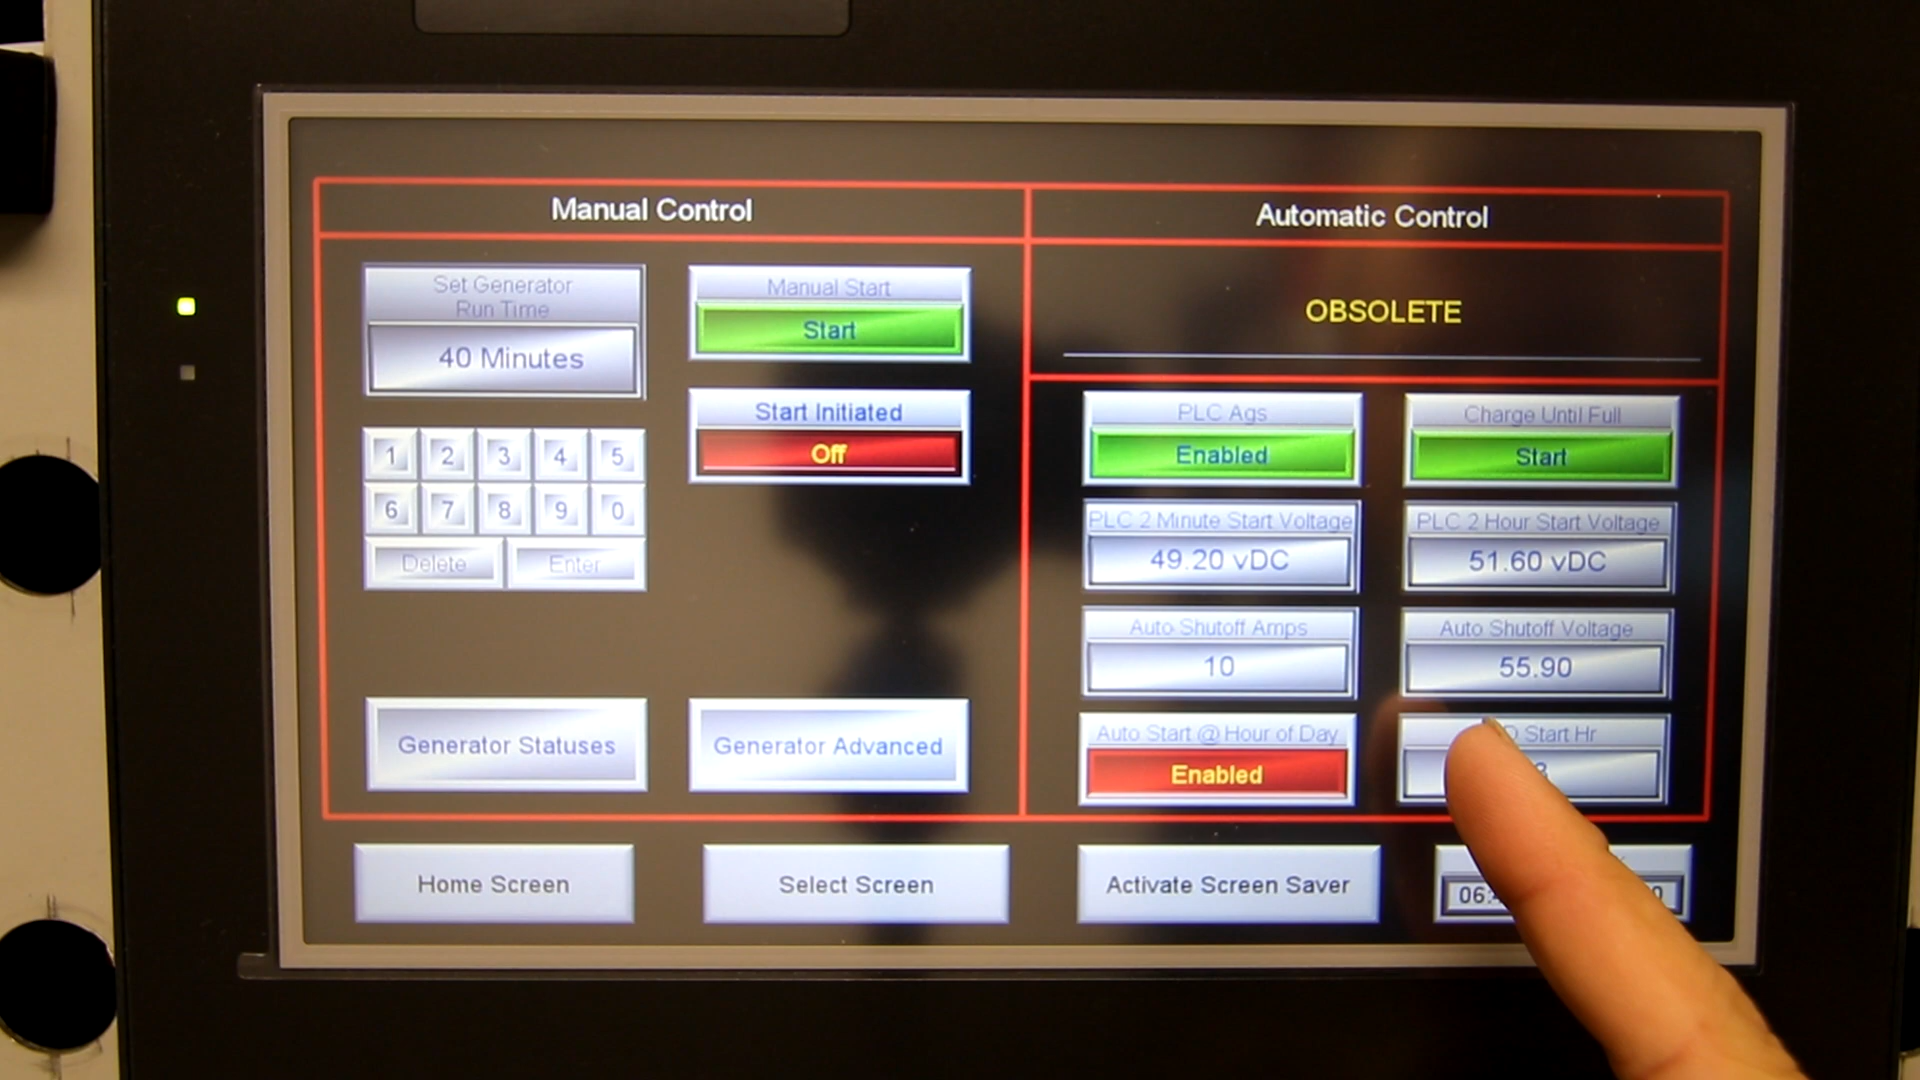 Manual Control
Set Generator
Run Time
40 Minutes
Manual Start
Start
Start Initiated
Off
1 2 3 4 5
6 7 8 9 0
Delete Enter
Generator Statuses
Generator Advanced
Automatic Control
OBSOLETE
PLC Ags
Enabled
Charge Until Full
Start
PLC 2 Minute Start Voltage
49.20 vDC
PLC 2 Hour Start Voltage
51.60 vDC
Auto Shutoff Amps
10
Auto Shutoff Voltage
55.90
Auto Start @ Hour of Day
Enabled
Start Hr
Home Screen
Select Screen
Activate Screen Saver